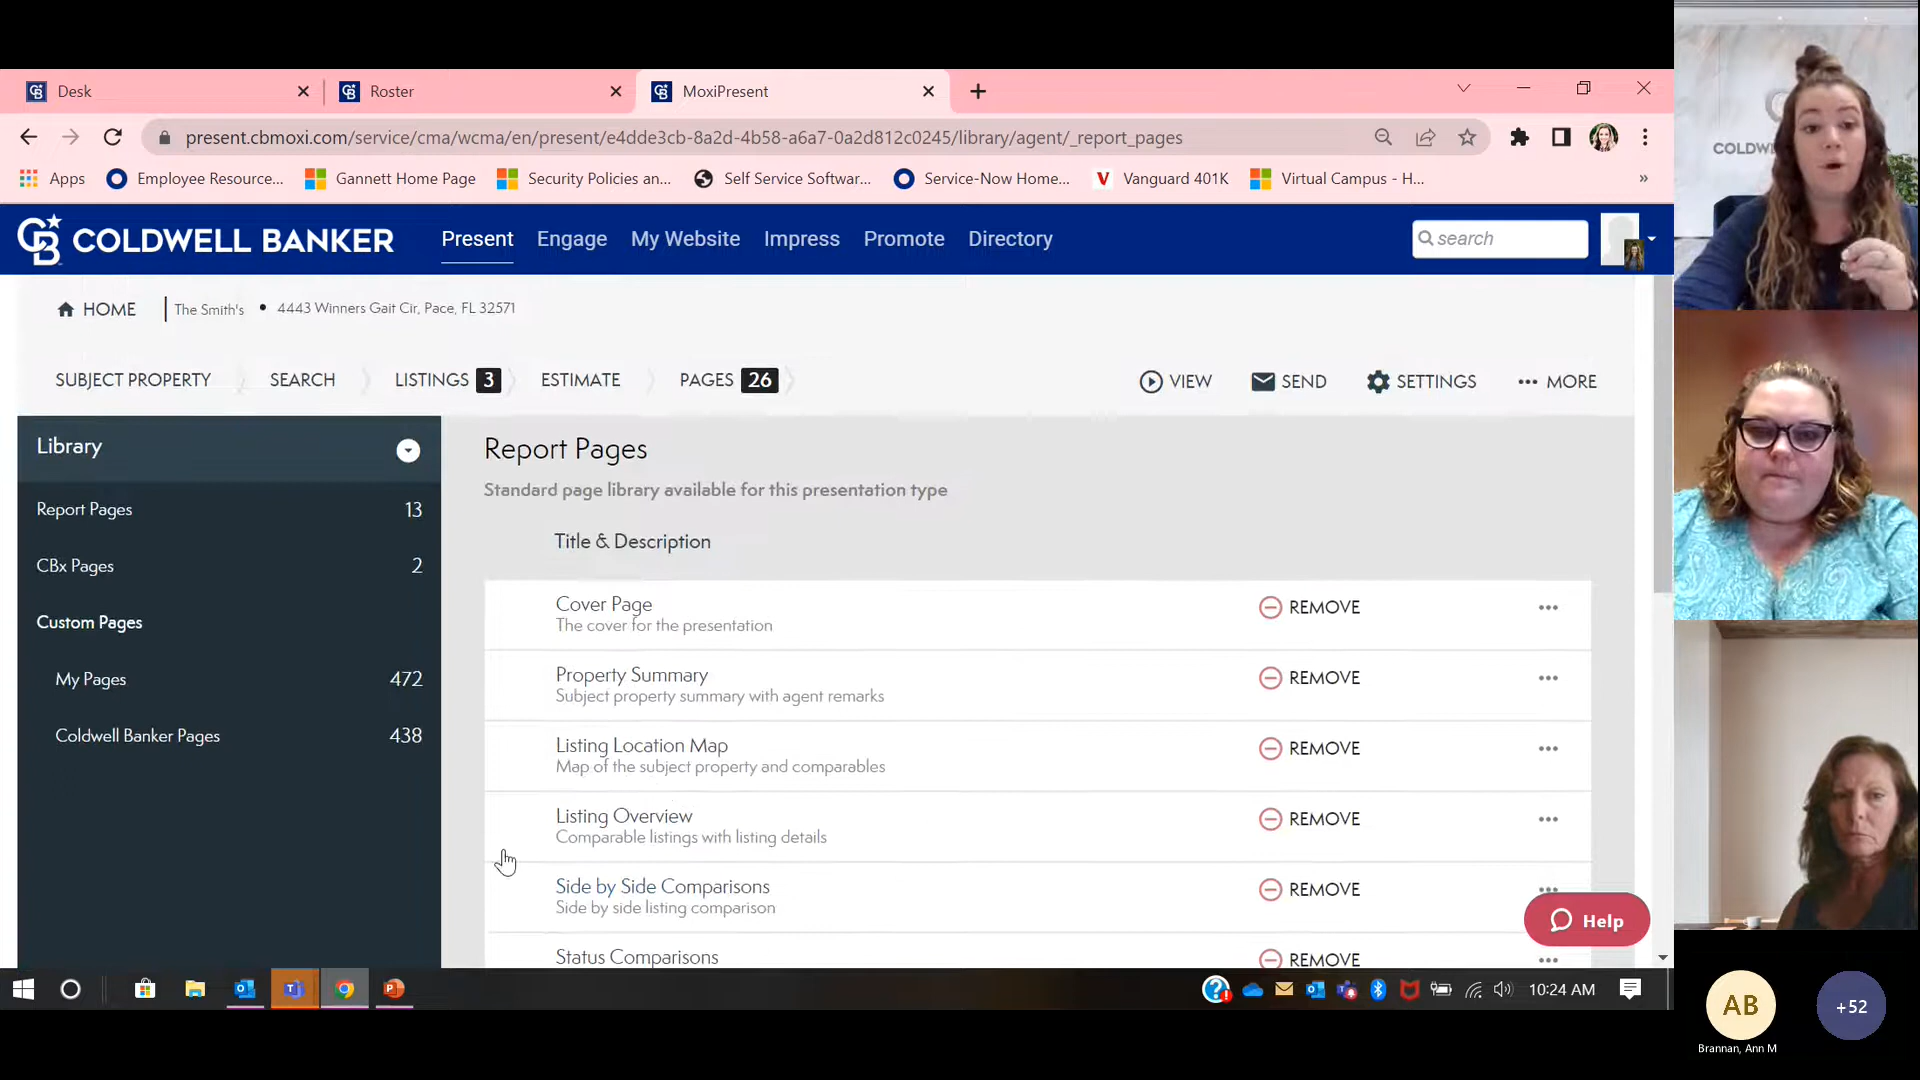 Desk
Roster
MoxiPresent
present.cbmoxi.com/service/cma/wcma/en/present/e4dde3cb-8a2d-4b58-a6a7-0a2d812c0245/library/agent/_report_pages
Apps
Employee Resource...
Gannett Home Page
Security Policies an...
Self Service Softwar...
Service-Now Home...
Vanguard 401K
Virtual Campus - H...
»
COLDWELL BANKER
Present
Engage
My Website
Impress
Promote
Directory
search
HOME
The Smith's • 4443 Winners Gait Cir, Pace, FL 32571
SUBJECT PROPERTY
SEARCH
LISTINGS 3
ESTIMATE
PAGES 26
VIEW
SEND
SETTINGS
MORE
Library
Report Pages 13
CBx Pages 2
Custom Pages
My Pages 472
Coldwell Banker Pages 438
Report Pages
Standard page library available for this presentation type
Title & Description
Cover Page
The cover for the presentation
REMOVE
Property Summary
Subject property summary with agent remarks
REMOVE
Listing Location Map
Map of the subject property and comparables
REMOVE
Listing Overview
Comparable listings with listing details
REMOVE
Side by Side Comparisons
Side by side listing comparison
REMOVE
Status Comparisons
REMOVE
Help
10:24 AM
COLDW
AB
+52
Brannan, Ann M